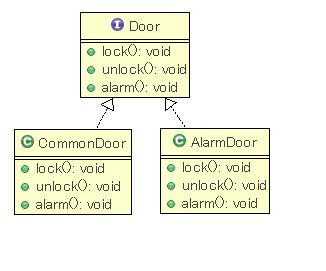 I Door
lock(): void
unlock(): void
alarm(): void
C CommonDoor
lock(): void
unlock(): void
alarm(): void
C AlarmDoor
lock(): void
unlock(): void
alarm(): void